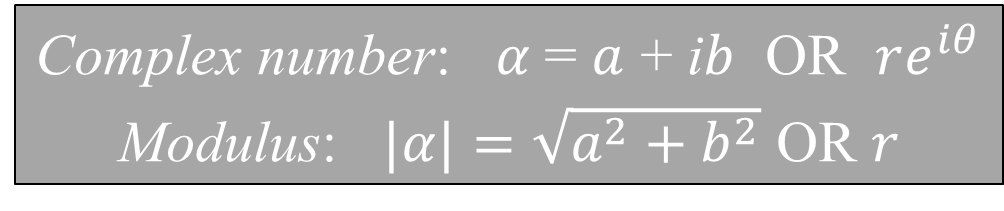 Complex number: α = a + ib OR re^{iθ}
Modulus: |α| = √(a² + b²) OR r